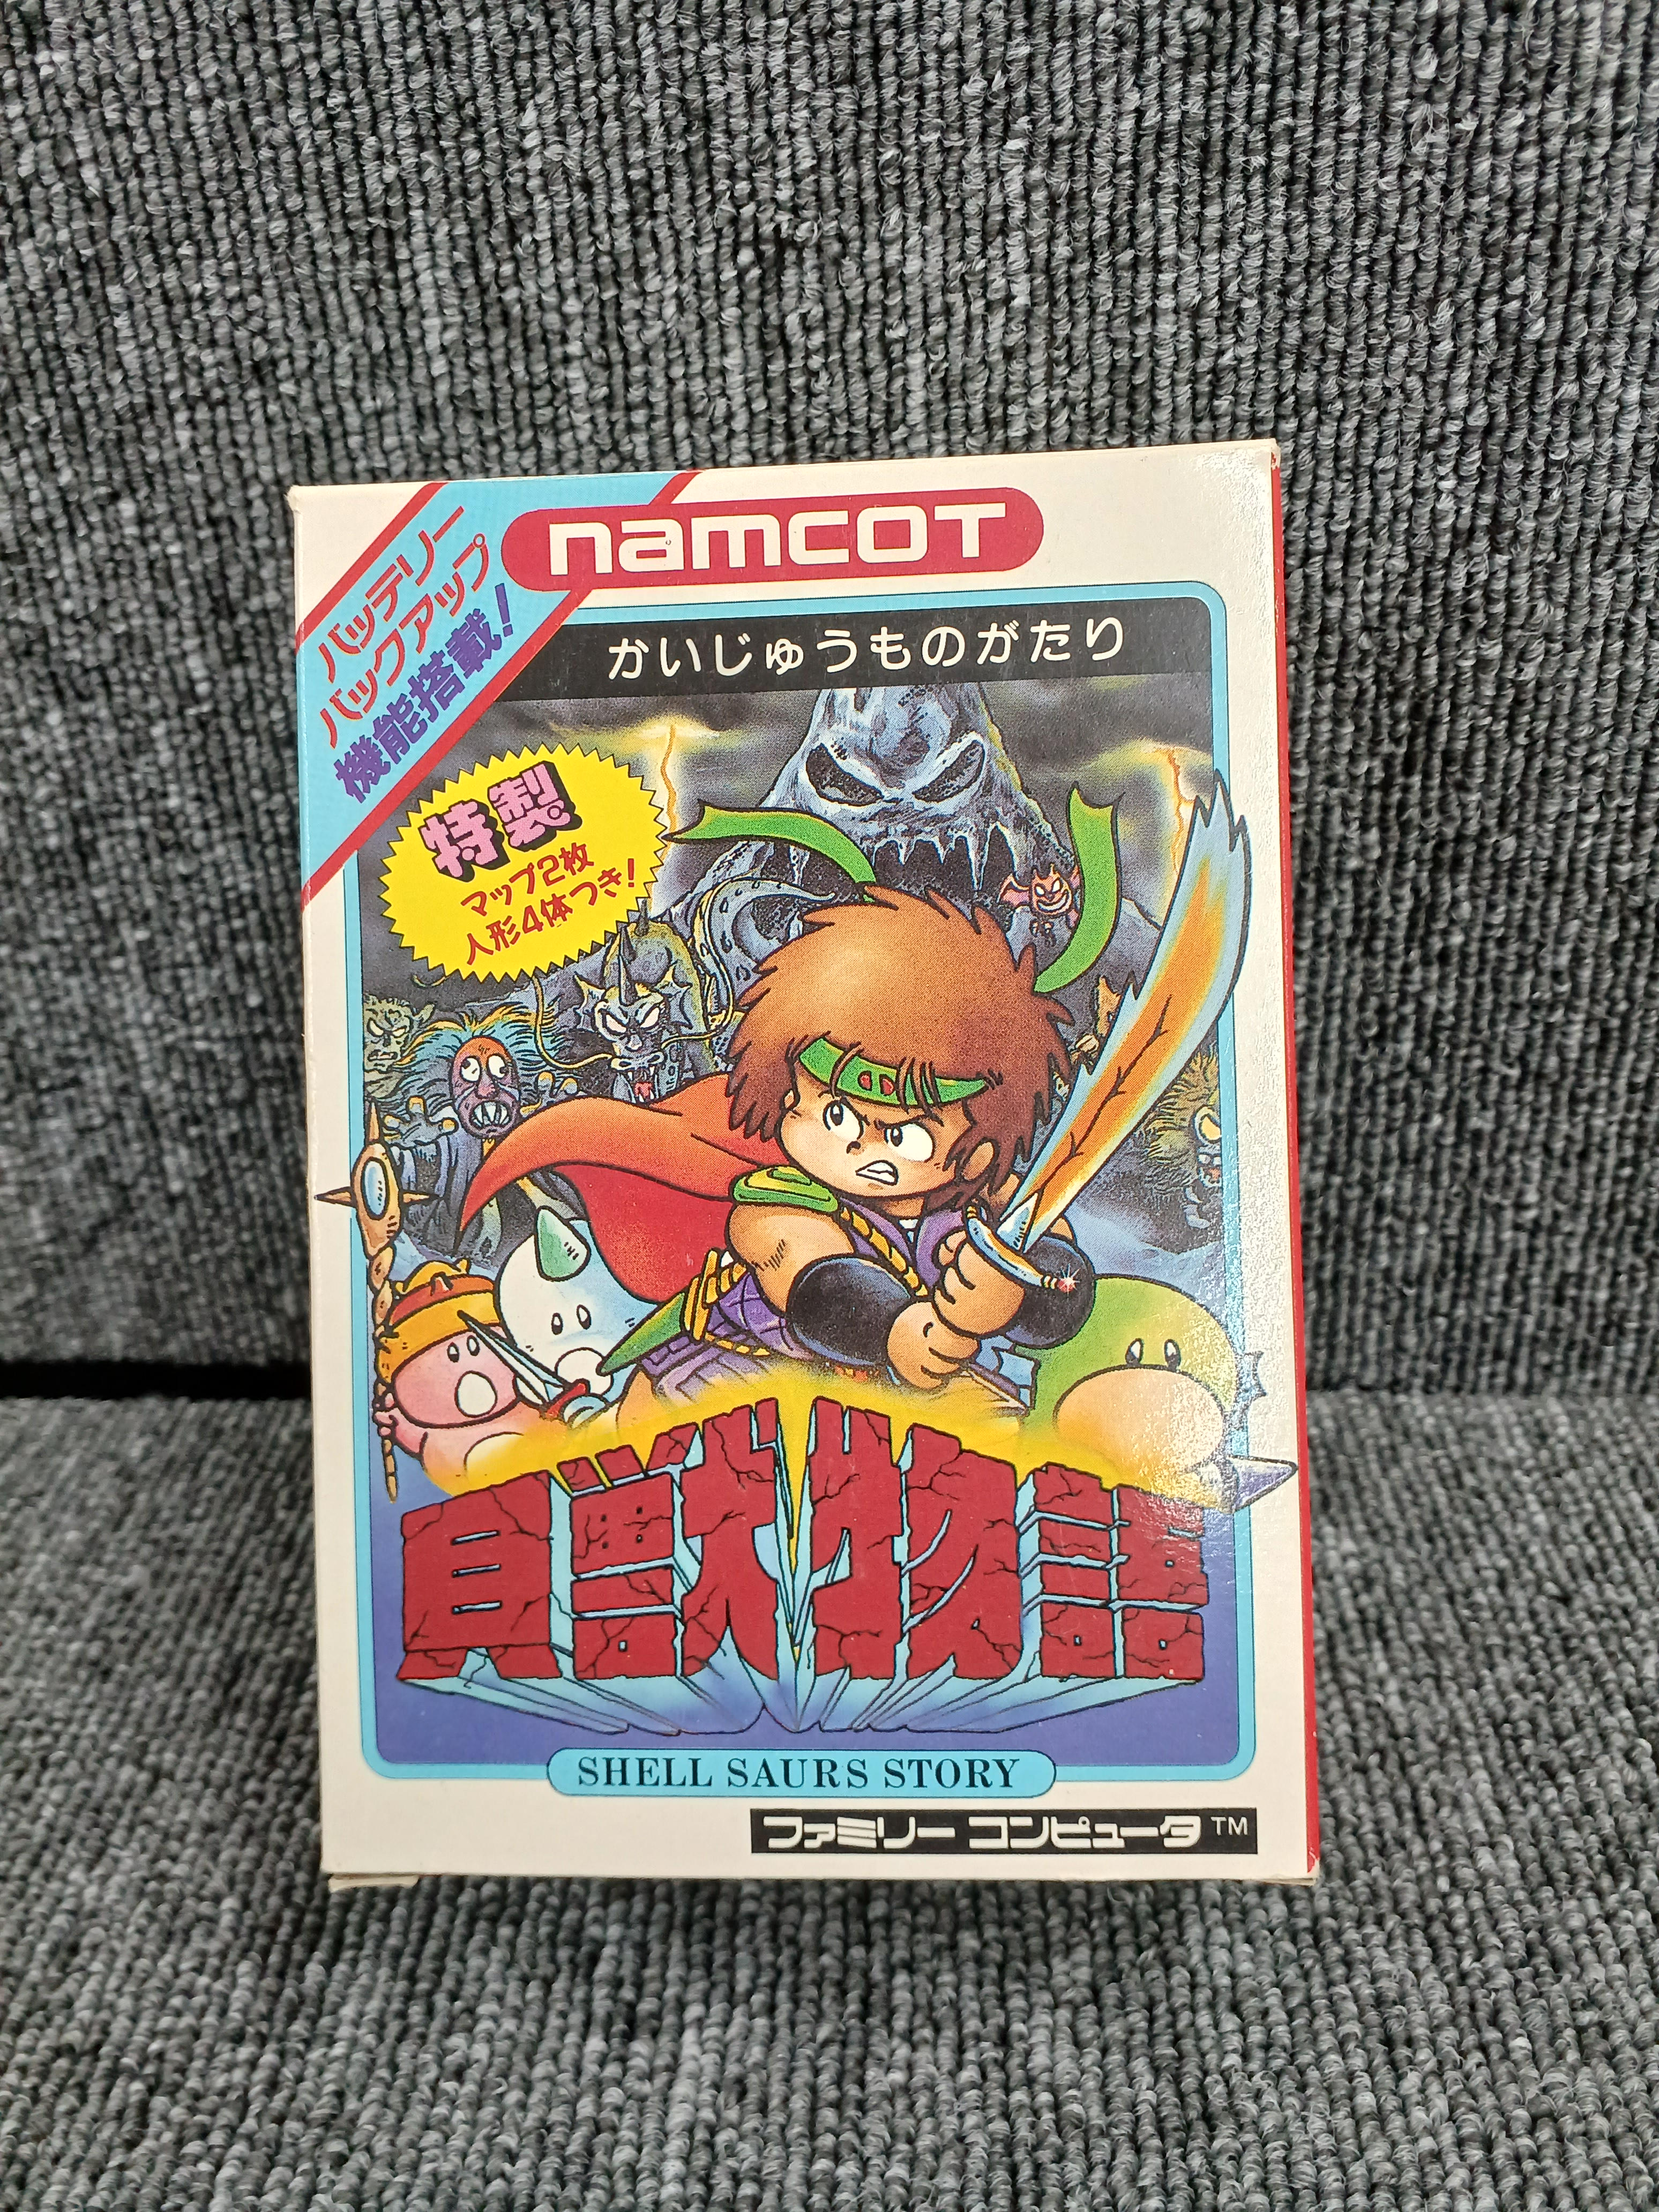 バッテリー
バックアップ
機能搭載!
namcot
かいじゅうものがたり
特製
マップ2枚
人形4体つき!
貝獣物語
SHELL SAURS STORY
ファミリー コンピュータ™